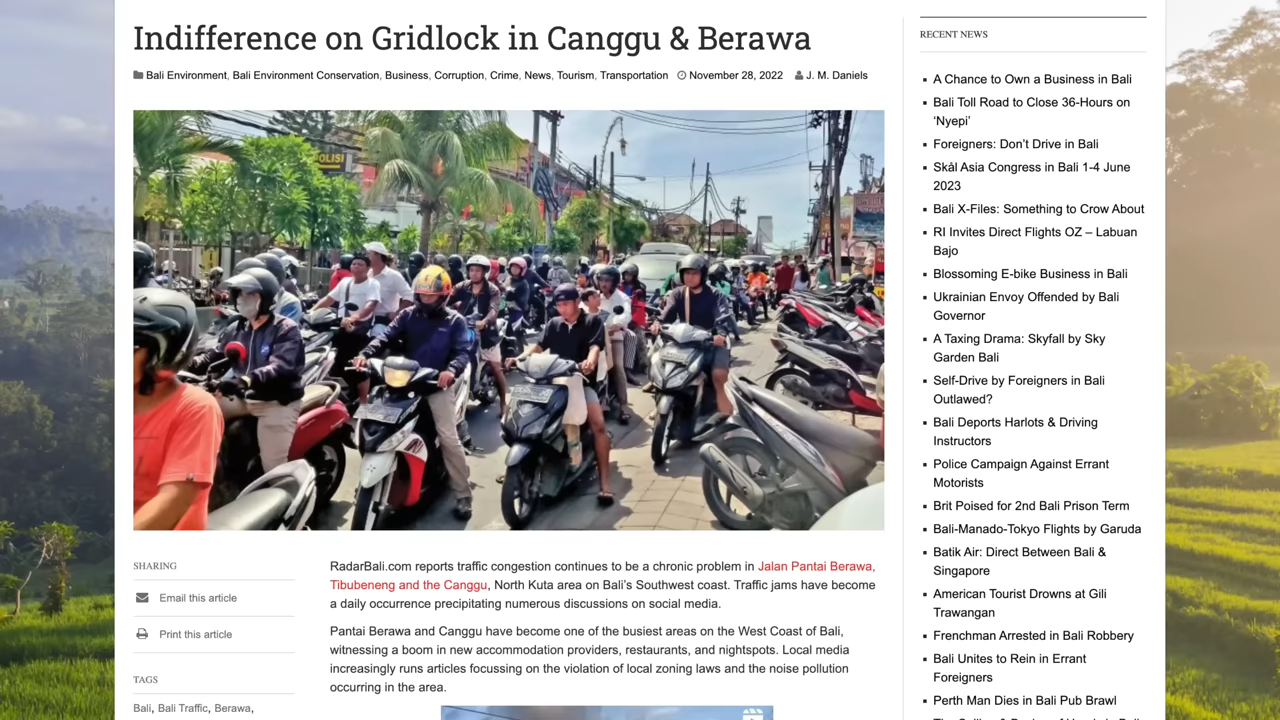 Indifference on Gridlock in Canggu & Berawa
Bali Environment, Bali Environment Conservation, Business, Corruption, Crime, News, Tourism, Transportation November 28, 2022 J. M. Daniels
POLISI
SHARING
Email this article
Print this article
TAGS
Bali, Bali Traffic, Berawa,
RadarBali.com reports traffic congestion continues to be a chronic problem in Jalan Pantai Berawa,
Tibubeneng and the Canggu, North Kuta area on Bali's Southwest coast. Traffic jams have become
a daily occurrence precipitating numerous discussions on social media.
Pantai Berawa and Canggu have become one of the busiest areas on the West Coast of Bali,
witnessing a boom in new accommodation providers, restaurants, and nightspots. Local media
increasingly runs articles focussing on the violation of local zoning laws and the noise pollution
occurring in the area.
RECENT NEWS
A Chance to Own a Business in Bali
Bali Toll Road to Close 36-Hours on
‘Nyepi’
Foreigners: Don’t Drive in Bali
Skål Asia Congress in Bali 1-4 June
2023
Bali X-Files: Something to Crow About
RI Invites Direct Flights OZ – Labuan
Bajo
Blossoming E-bike Business in Bali
Ukrainian Envoy Offended by Bali
Governor
A Taxing Drama: Skyfall by Sky
Garden Bali
Self-Drive by Foreigners in Bali
Outlawed?
Bali Deports Harlots & Driving
Instructors
Police Campaign Against Errant
Motorists
Brit Poised for 2nd Bali Prison Term
Bali-Manado-Tokyo Flights by Garuda
Batik Air: Direct Between Bali &
Singapore
American Tourist Drowns at Gili
Trawangan
Frenchman Arrested in Bali Robbery
Bali Unites to Rein in Errant
Foreigners
Perth Man Dies in Bali Pub Brawl